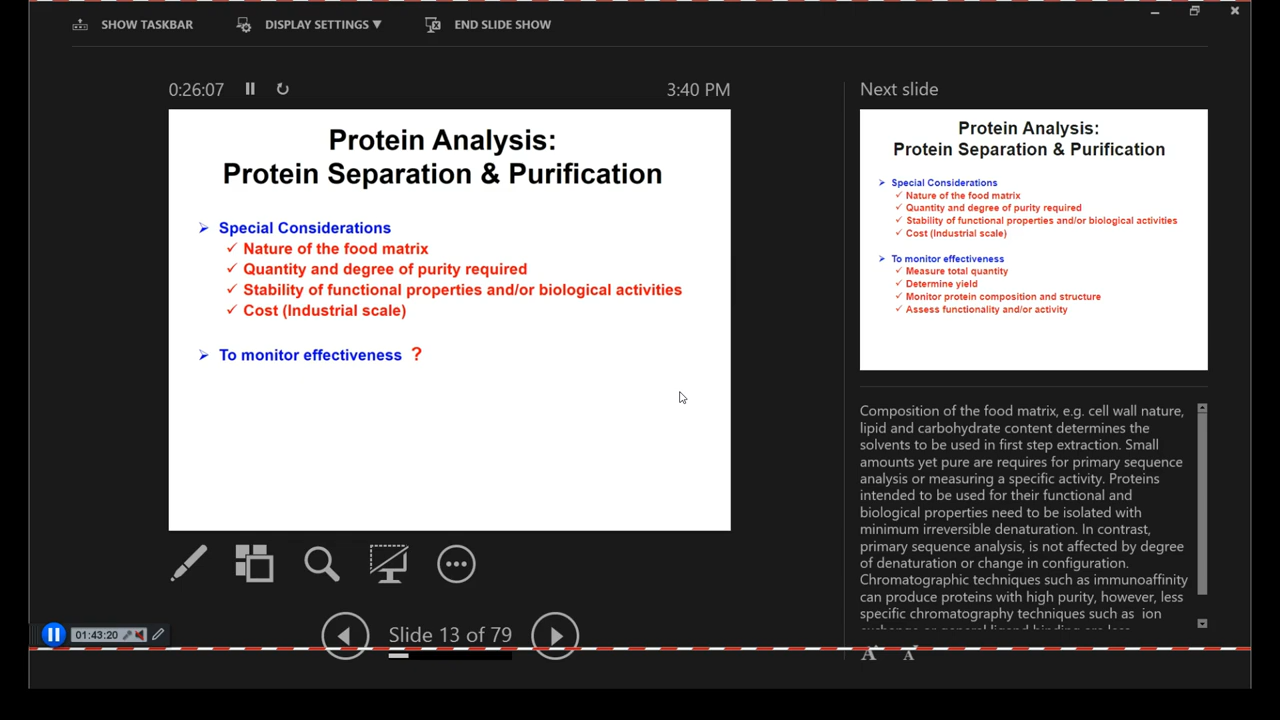 SHOW TASKBAR
DISPLAY SETTINGS ▼
END SLIDE SHOW
0:26:07
3:40 PM
Protein Analysis:
Protein Separation & Purification
Special Considerations
Nature of the food matrix
Quantity and degree of purity required
Stability of functional properties and/or biological activities
Cost (Industrial scale)
To monitor effectiveness ?
Next slide
Protein Analysis:
Protein Separation & Purification
Special Considerations
Nature of the food matrix
Quantity and degree of purity required
Stability of functional properties and/or biological activities
Cost (Industrial scale)
To monitor effectiveness
Measure total quantity
Determine yield
Monitor protein composition and structure
Assess functionality and/or activity
Composition of the food matrix, e.g. cell wall nature,
lipid and carbohydrate content determines the
solvents to be used in first step extraction. Small
amounts yet pure are requires for primary sequence
analysis or measuring a specific activity. Proteins
intended to be used for their functional and
biological properties need to be isolated with
minimum irreversible denaturation. In contrast,
primary sequence analysis, is not affected by degree
of denaturation or change in configuration.
Chromatographic techniques such as immunoaffinity
can produce proteins with high purity, however, less
specific chromatography techniques such as ion
exchange or general ligand binding are less
01:43:20
Slide 13 of 79
A A